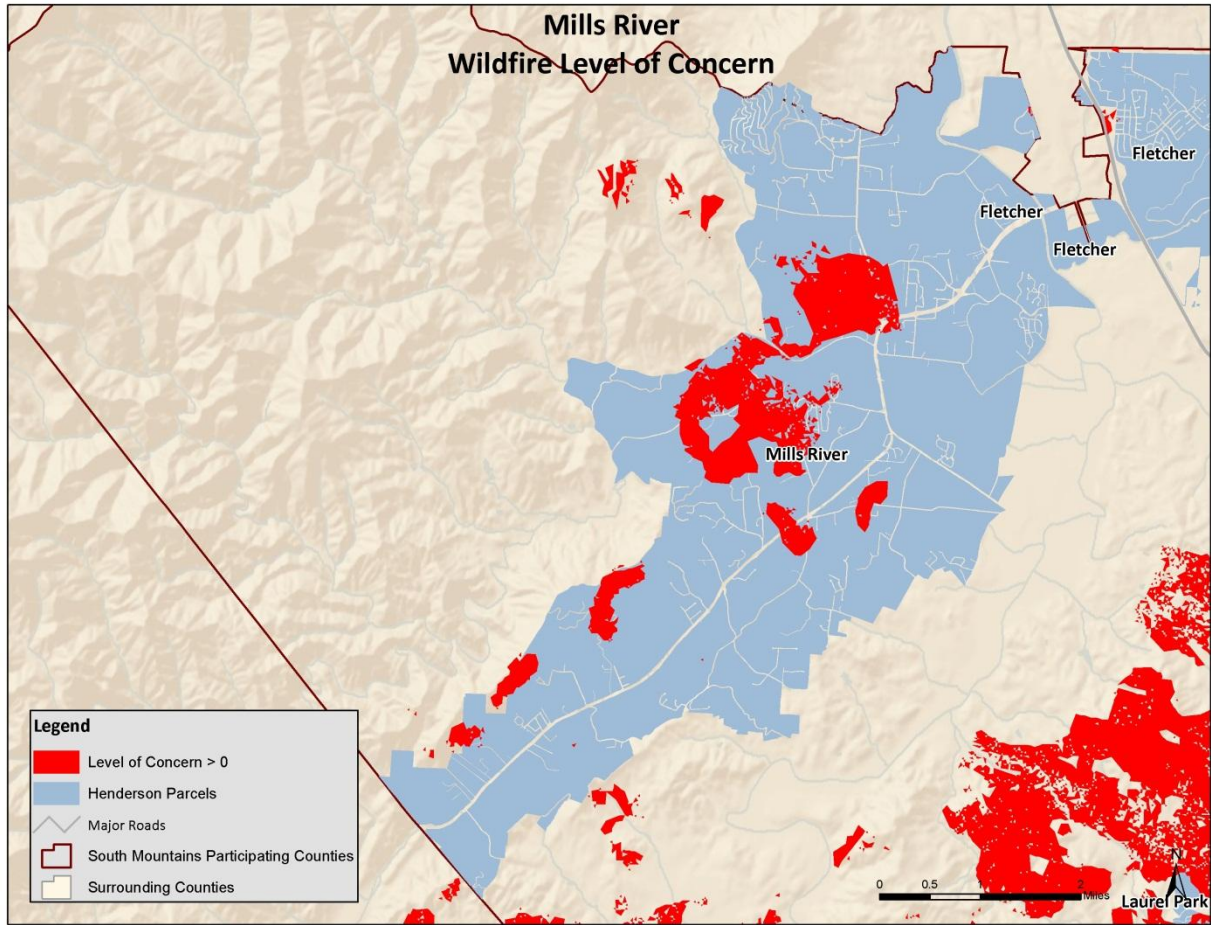 Mills River
Wildfire Level of Concern
Fletcher
Fletcher
Fletcher
Mills River
Legend
Level of Concern > 0
Henderson Parcels
Major Roads
South Mountains Participating Counties
Surrounding Counties
0 0.5 1 2
Miles
N
Laurel Park